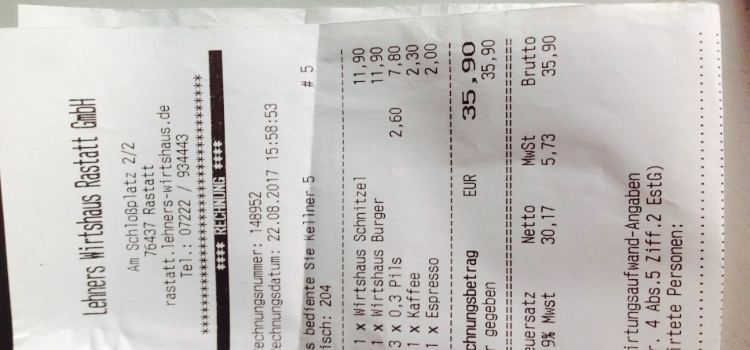 Lehners Wirtshaus Rastatt GmbH
Am Schloßplatz 2/2
76437 Rastatt
rastatt.lehners-wirtshaus.de
Tel.: 07222 / 934443
****************************************
**** RECHNUNG ****
echnungsnummer: 148952
echnungsdatum: 22.08.2017 15:58:53
s bediente Sie Kellner 5 # 5
isch: 204
1 x Wirtshaus Schnitzel 11,90
1 x Wirtshaus Burger 11,90
3 x 0,3 Pils 2,60 7,80
1 x Kaffee 2,30
1 x Espresso 2,00
chnungsbetrag EUR 35,90
r gegeben 35,90
euersatz Netto MwSt Brutto
9% Mwst 30,17 5,73 35,90
irtungsaufwand-Angaben
r. 4 Abs.5 Ziff.2 EstG)
rtete Personen: